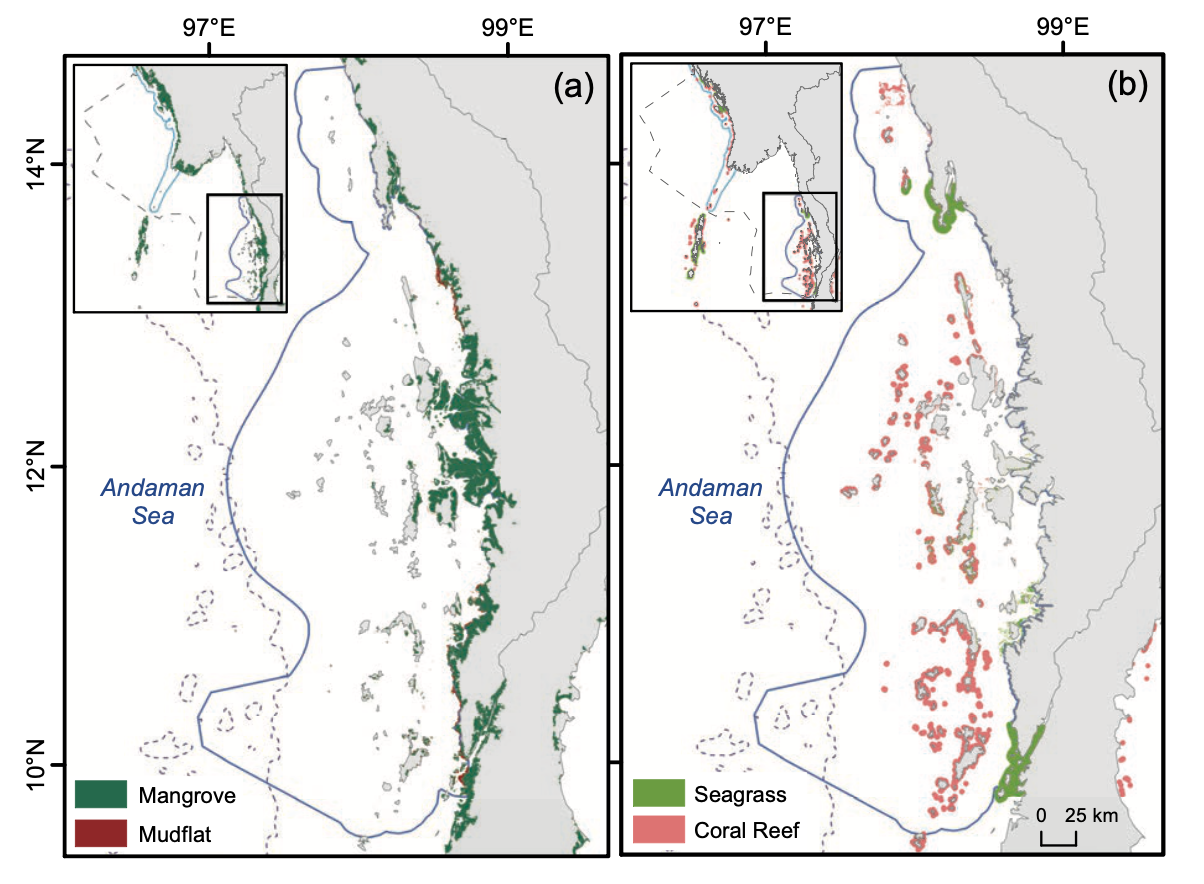 97°E 99°E 97°E 99°E
(a) (b)
14°N
12°N
Andaman
Sea
Andaman
Sea
10°N
Mangrove
Mudflat
Seagrass
Coral Reef
0 25 km